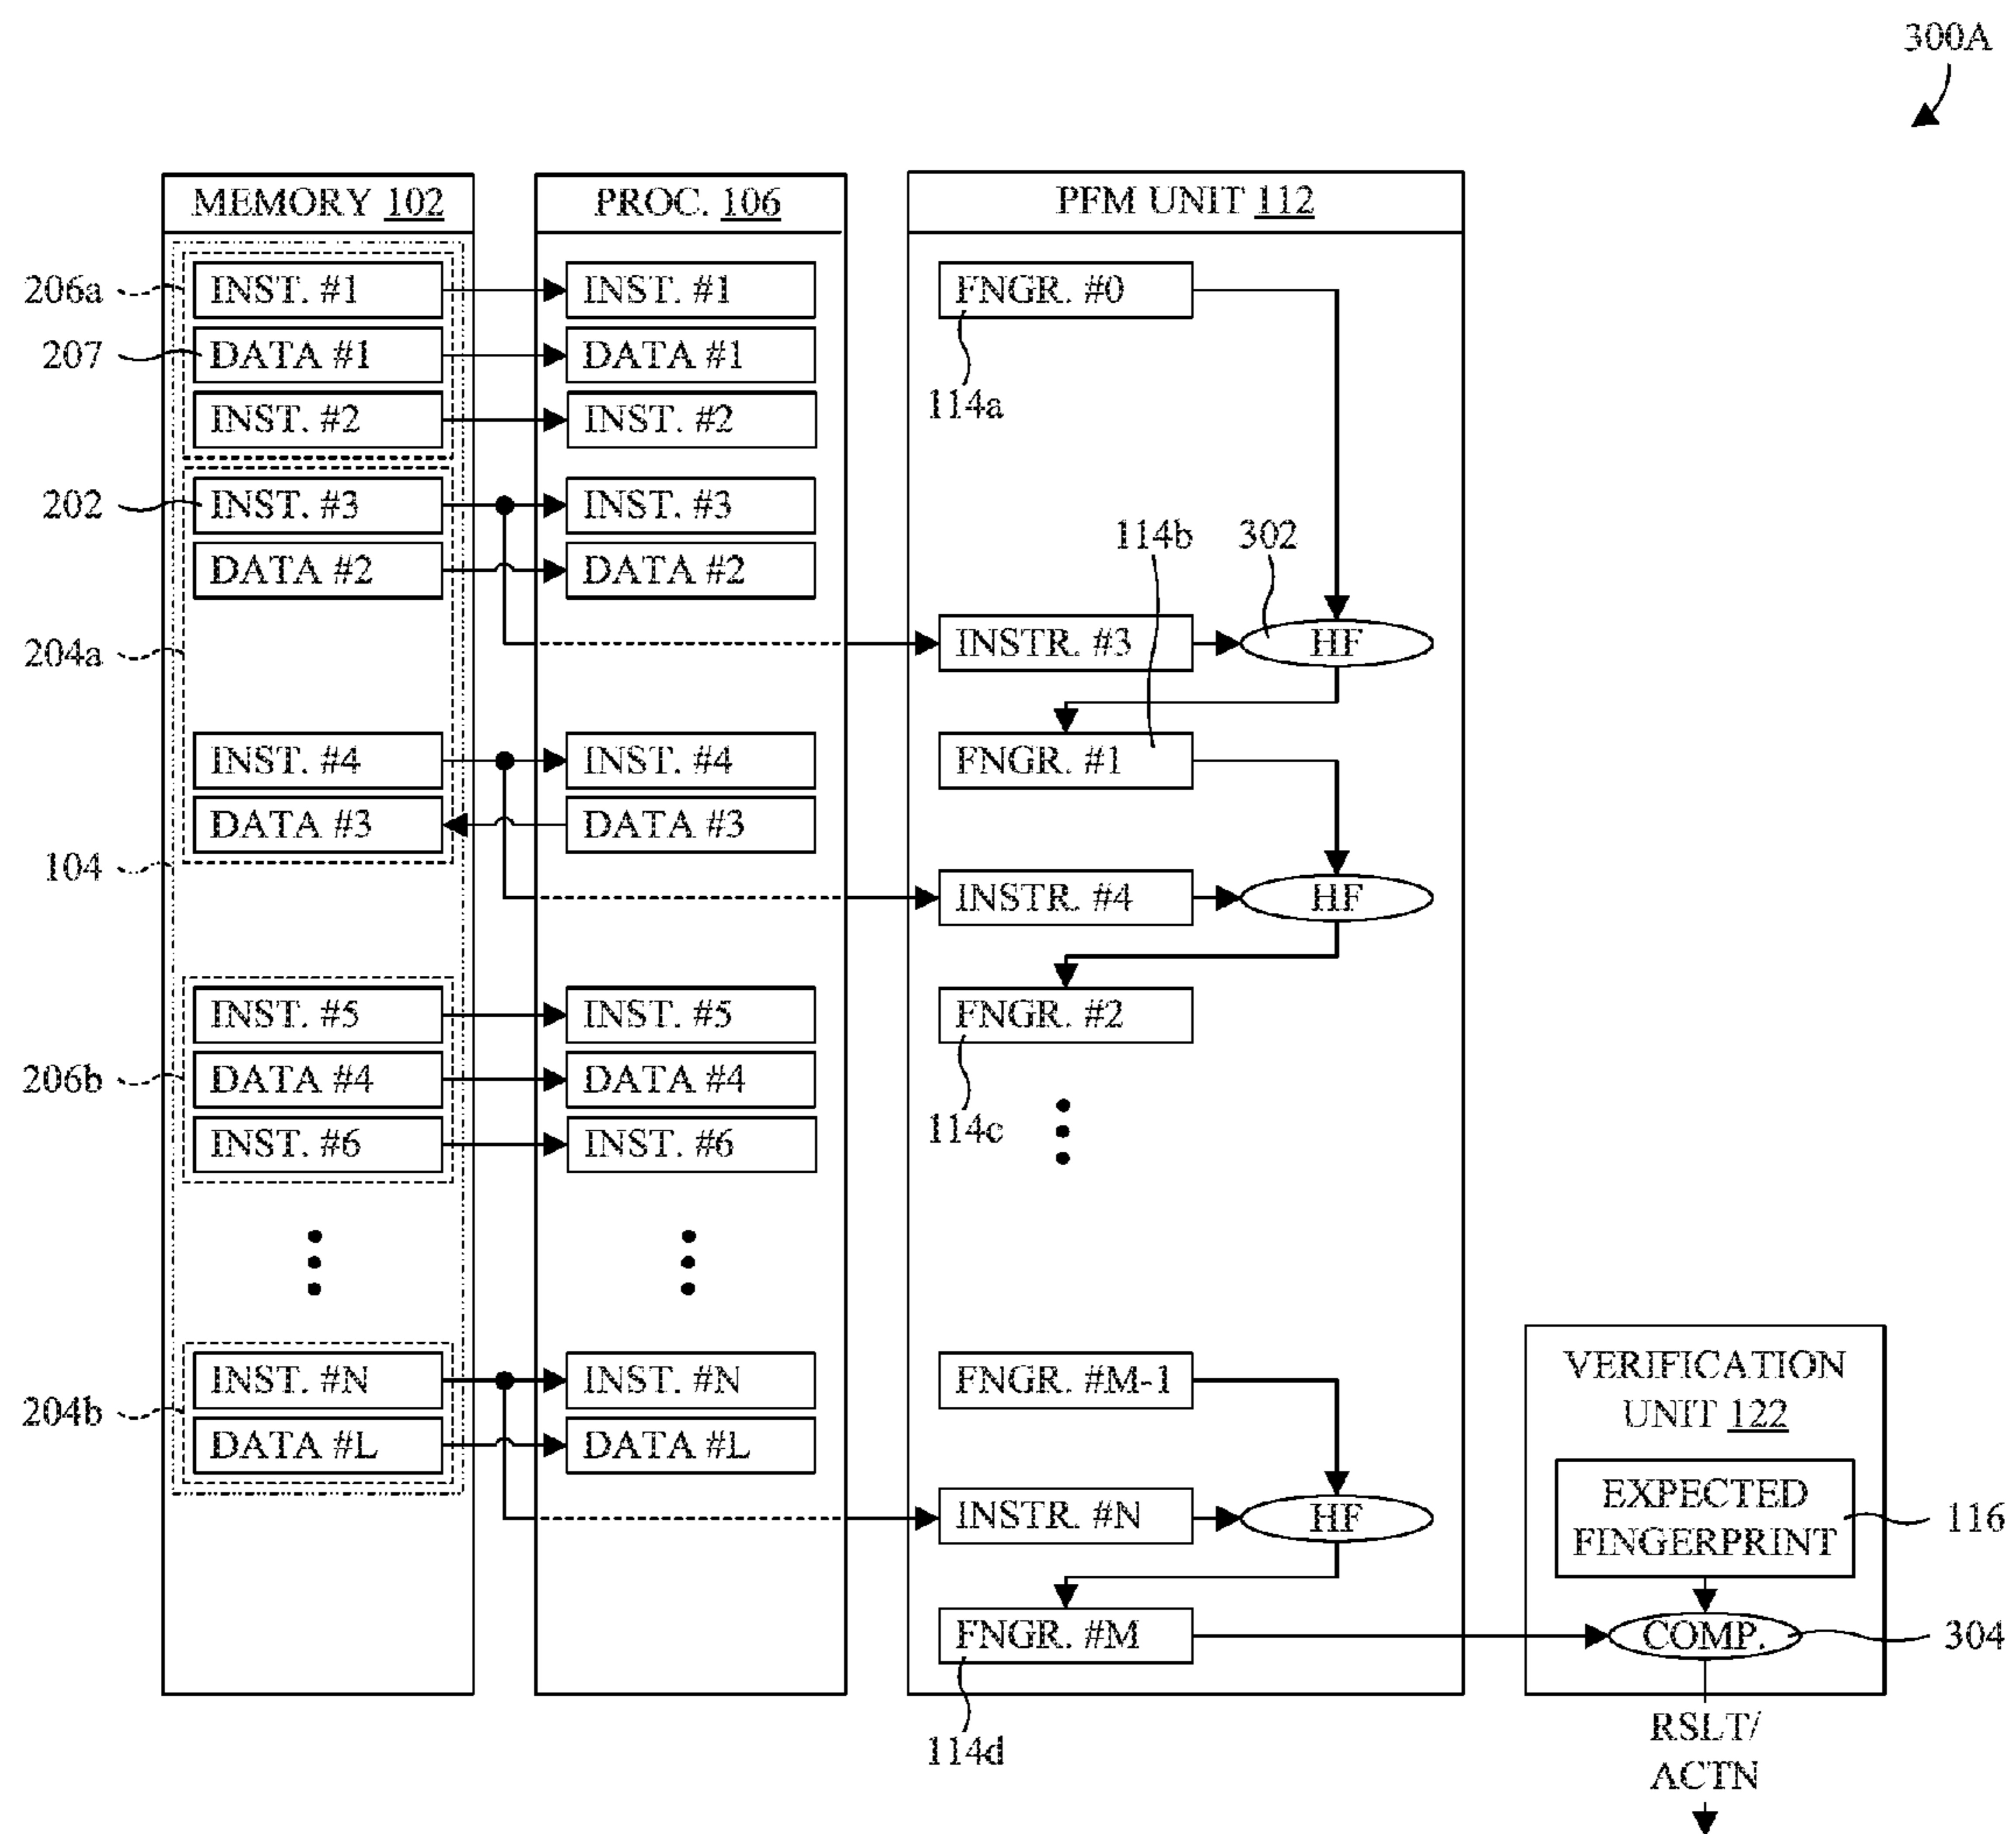 300A
MEMORY 102
PROC. 106
PFM UNIT 112
206a
INST. #1
INST. #1
FNGR. #0
207
DATA #1
DATA #1
114a
INST. #2
INST. #2
202
INST. #3
INST. #3
114b
302
DATA #2
DATA #2
204a
INSTR. #3
HF
INST. #4
INST. #4
FNGR. #1
DATA #3
DATA #3
104
INSTR. #4
HF
INST. #5
INST. #5
FNGR. #2
206b
DATA #4
DATA #4
114c
INST. #6
INST. #6
204b
INST. #N
INST. #N
FNGR. #M-1
DATA #L
DATA #L
INSTR. #N
HF
FNGR. #M
114d
VERIFICATION
UNIT 122
EXPECTED
FINGERPRINT
116
COMP.
304
RSLT/
ACTN